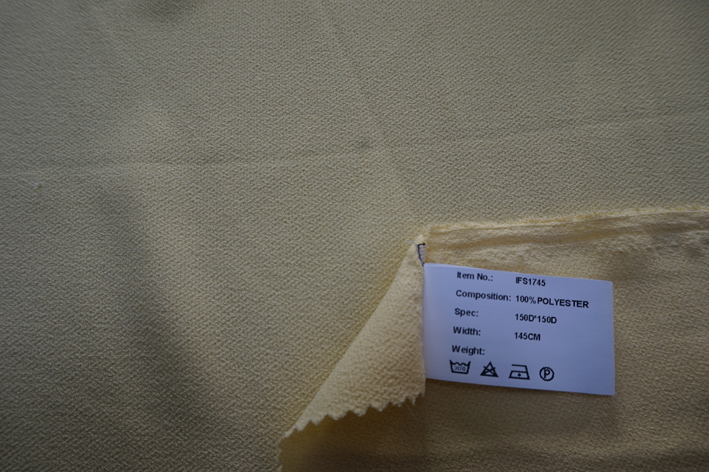 Item No.: IFS1745
Composition: 100%POLYESTER
Spec: 150D*150D
Width: 145CM
Weight:
P